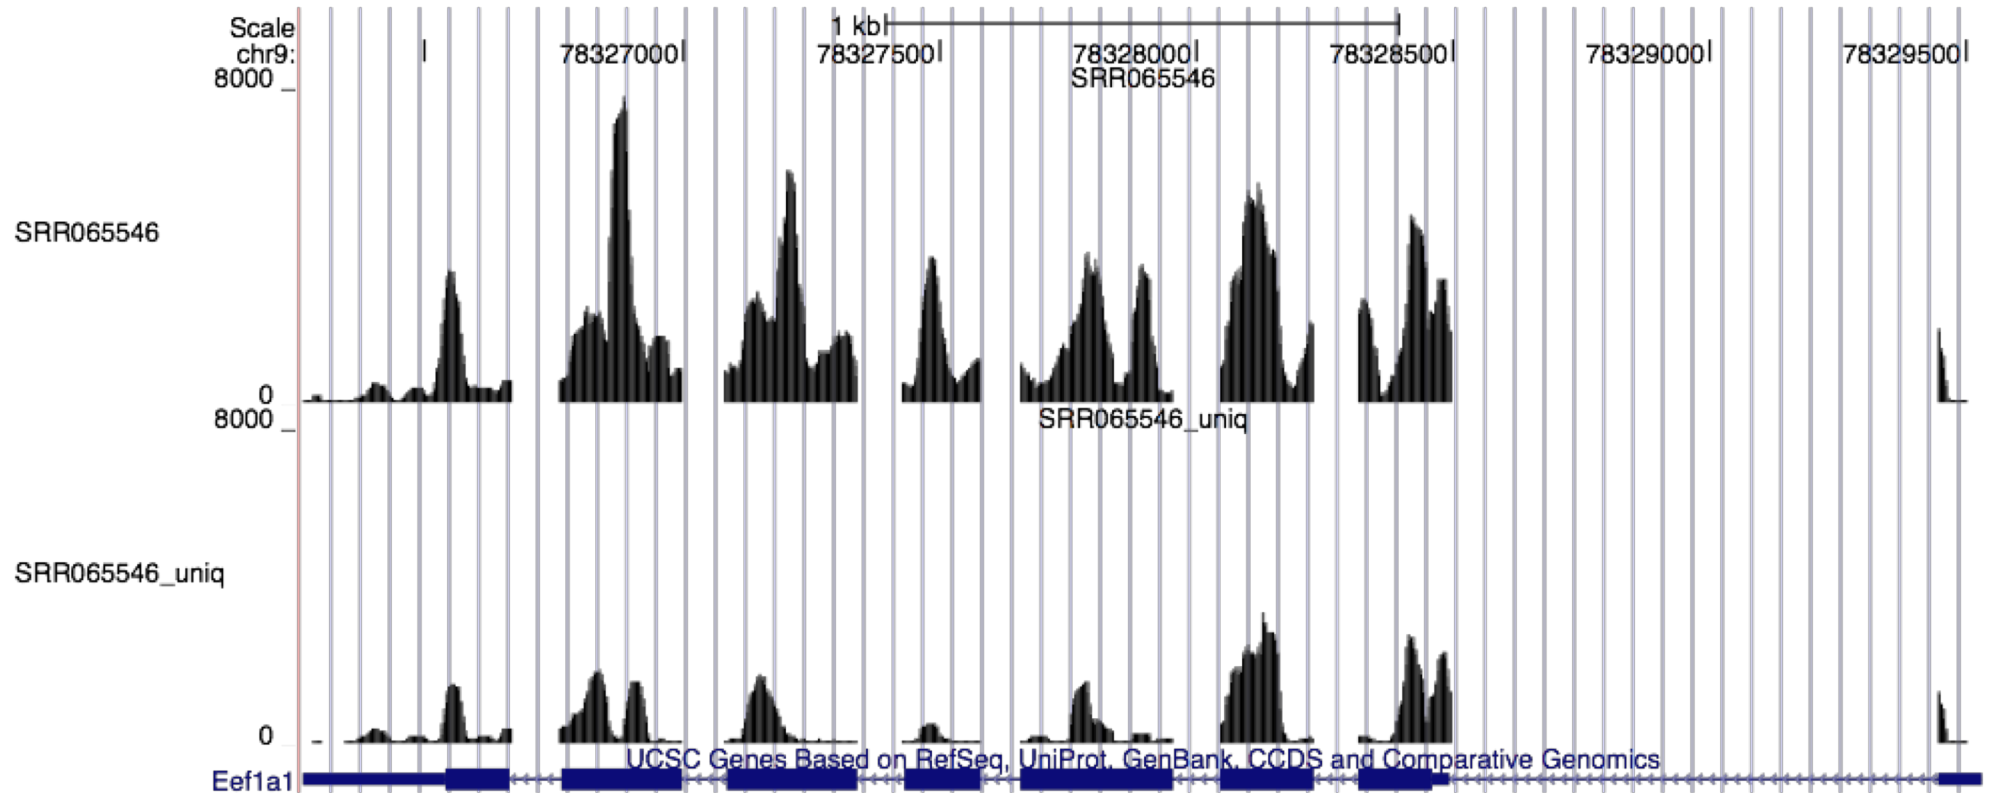 Scale 1 kb
chr9: 78327000 78327500 78328000 78328500 78329000 78329500
8000 _ SRR065546
SRR065546
0
8000 _ SRR065546_uniq
SRR065546_uniq
0
UCSC Genes Based on RefSeq, UniProt, GenBank, CCDS and Comparative Genomics
Eef1a1